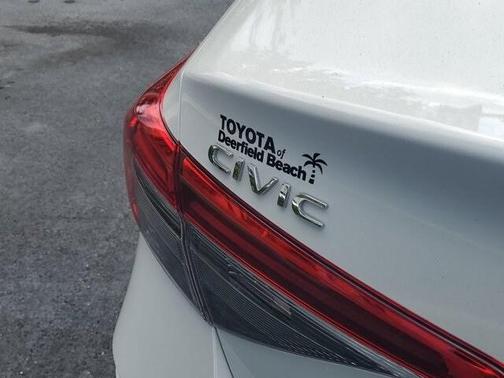 TOYOTA of
Deerfield Beach
CIVIC